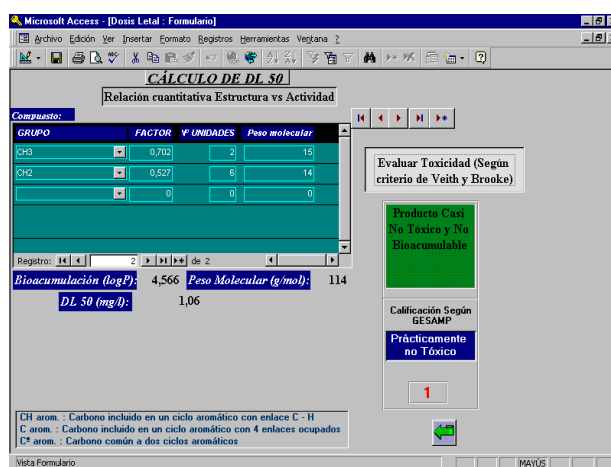 Microsoft Access - [Dosis Letal : Formulario]
Archivo Edición Ver Insertar Formato Registros Herramientas Ventana ?
CÁLCULO DE DL 50
Relación cuantitativa Estructura vs Actividad
Compuesto:
GRUPO FACTOR Nº UNIDADES Peso molecular
CH3 0,702 2 15
CH2 0,527 6 14
0 0 0
Registro: 2 de 2
Bioacumulación (logP): 4,566 Peso Molecular (g/mol): 114
DL 50 (mg/l): 1,06
Evaluar Toxicidad (Según
criterio de Veith y Brooke)
Producto Casi
No Tóxico y No
Bioacumulable
Calificación Según
GESAMP
Prácticamente
no Tóxico
1
CH arom. : Carbono incluido en un ciclo aromático con enlace C - H
C arom. : Carbono incluido en un ciclo aromático con 4 enlaces ocupados
Cª arom. : Carbono común a dos ciclos aromáticos
Vista Formulario MAYÚS